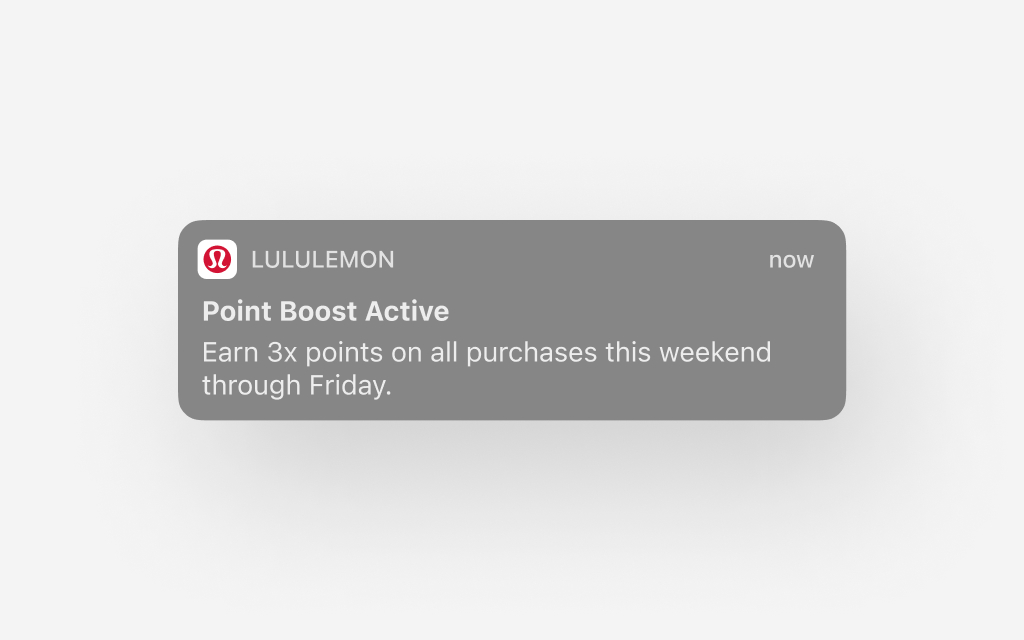 LULULEMON
now
Point Boost Active
Earn 3x points on all purchases this weekend
through Friday.